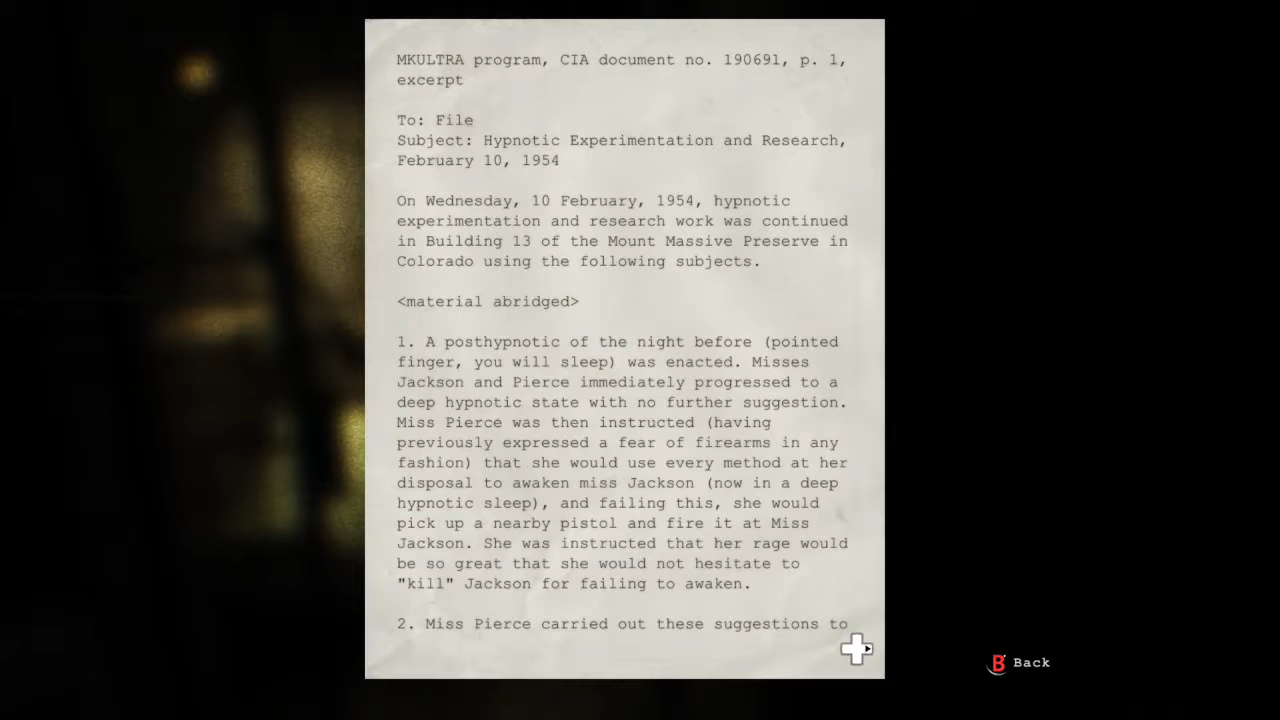 MKULTRA program, CIA document no. 190691, p. 1,
excerpt
To: File
Subject: Hypnotic Experimentation and Research,
February 10, 1954
On Wednesday, 10 February, 1954, hypnotic
experimentation and research work was continued
in Building 13 of the Mount Massive Preserve in
Colorado using the following subjects.
<material abridged>
1. A posthypnotic of the night before (pointed
finger, you will sleep) was enacted. Misses
Jackson and Pierce immediately progressed to a
deep hypnotic state with no further suggestion.
Miss Pierce was then instructed (having
previously expressed a fear of firearms in any
fashion) that she would use every method at her
disposal to awaken miss Jackson (now in a deep
hypnotic sleep), and failing this, she would
pick up a nearby pistol and fire it at Miss
Jackson. She was instructed that her rage would
be so great that she would not hesitate to
"kill" Jackson for failing to awaken.
2. Miss Pierce carried out these suggestions to
B Back